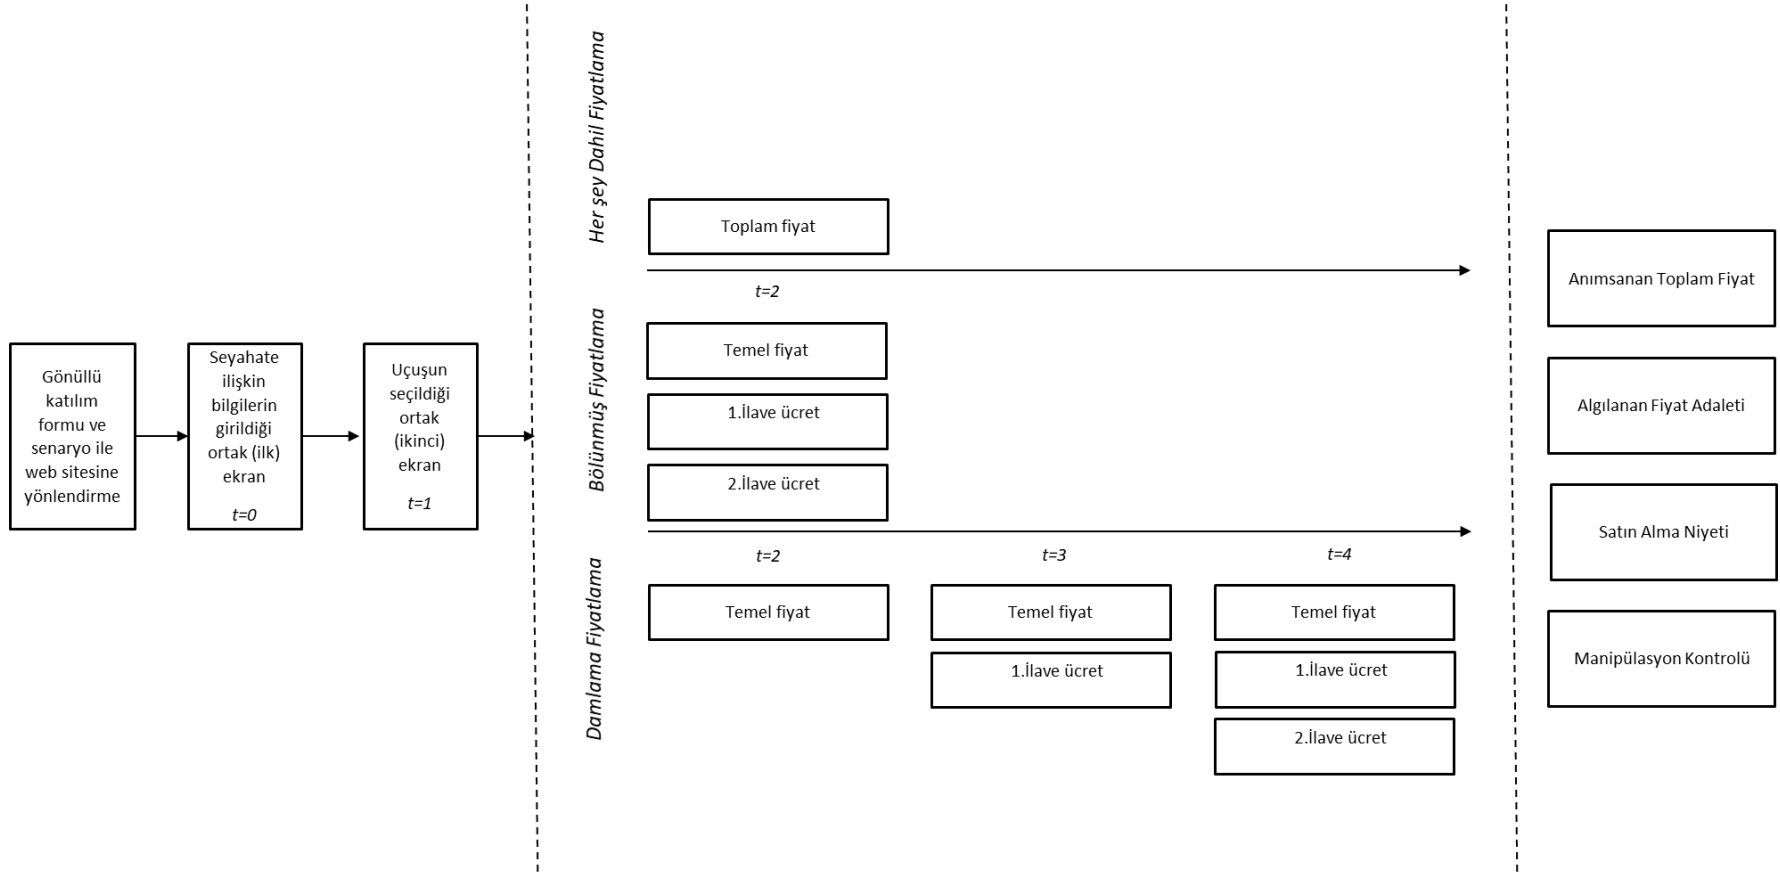 Gönüllü
katılım
formu ve
senaryo ile
web sitesine
yönlendirme
Seyahate
ilişkin
bilgilerin
girildiği
ortak (ilk)
ekran
t=0
Uçuşun
seçildiği
ortak
(ikinci)
ekran
t=1
Her şey Dahil Fiyatlama
Toplam fiyat
t=2
Bölünmüş Fiyatlama
Temel fiyat
1.İlave ücret
2.İlave ücret
t=2
t=3
t=4
Damlama Fiyatlama
Temel fiyat
Temel fiyat
Temel fiyat
1.İlave ücret
1.İlave ücret
2.İlave ücret
Anımsanan Toplam Fiyat
Algılanan Fiyat Adaleti
Satın Alma Niyeti
Manipülasyon Kontrolü